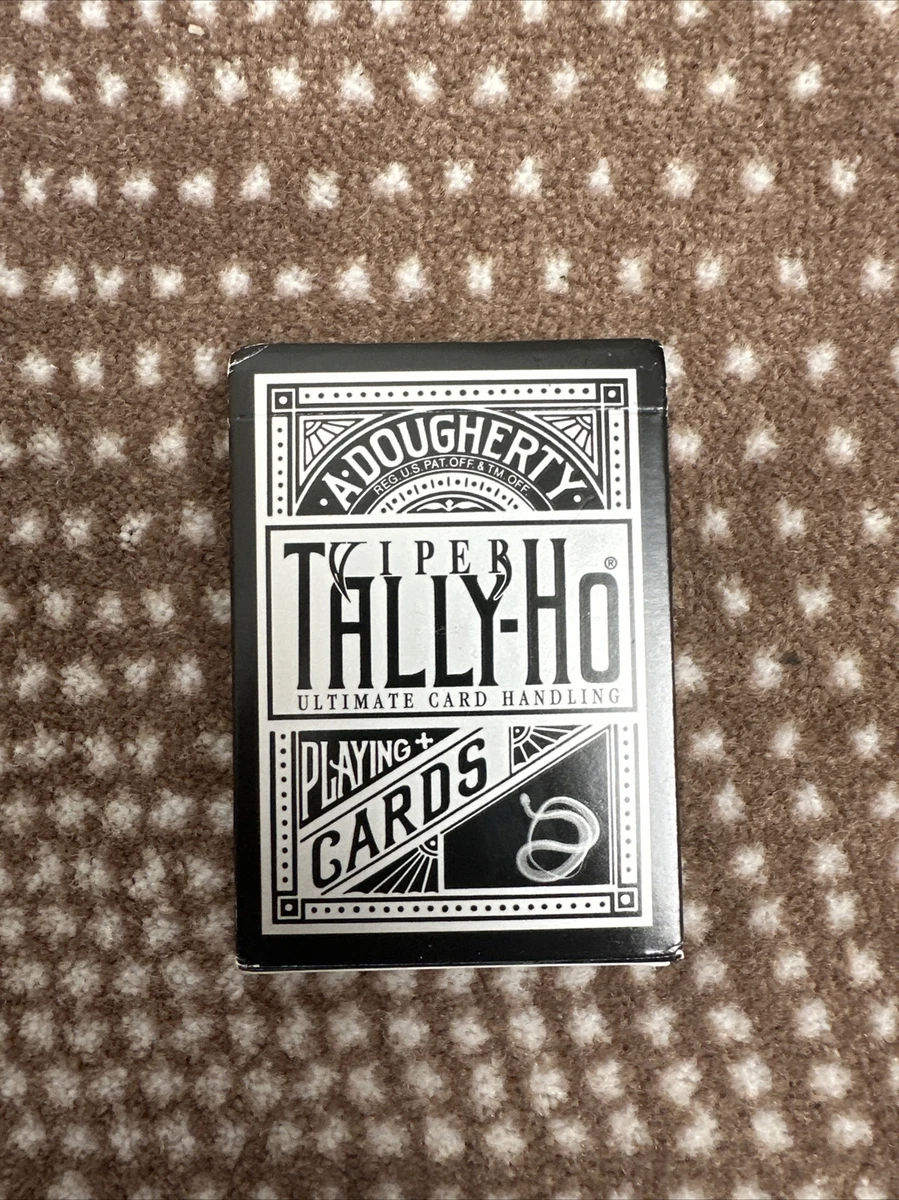 A. DOUGHERTY
REG. U.S. PAT. OFF. & TM. OFF.
VIPER
TALLY-HO®
ULTIMATE CARD HANDLING
PLAYING +
CARDS